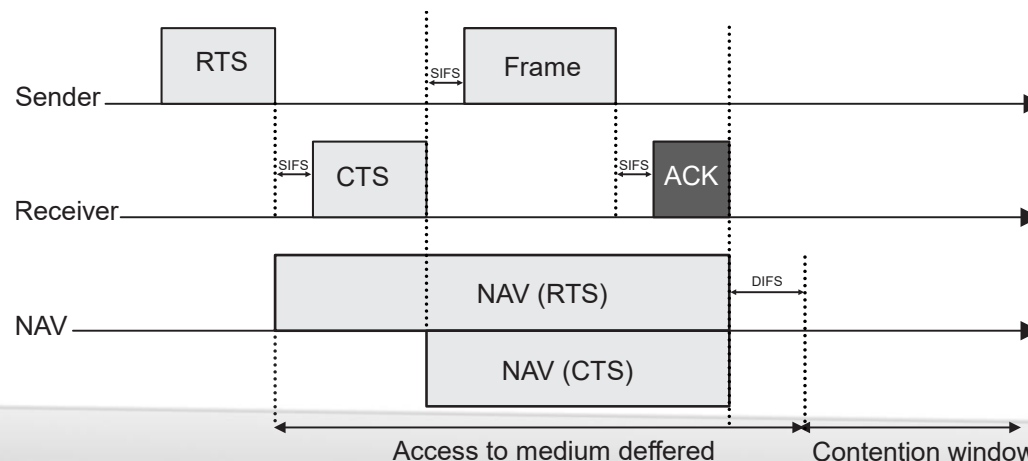 RTS
SIFS
Frame
Sender
SIFS
CTS
SIFS
ACK
Receiver
NAV (RTS)
DIFS
NAV
NAV (CTS)
Access to medium deffered
Contention window